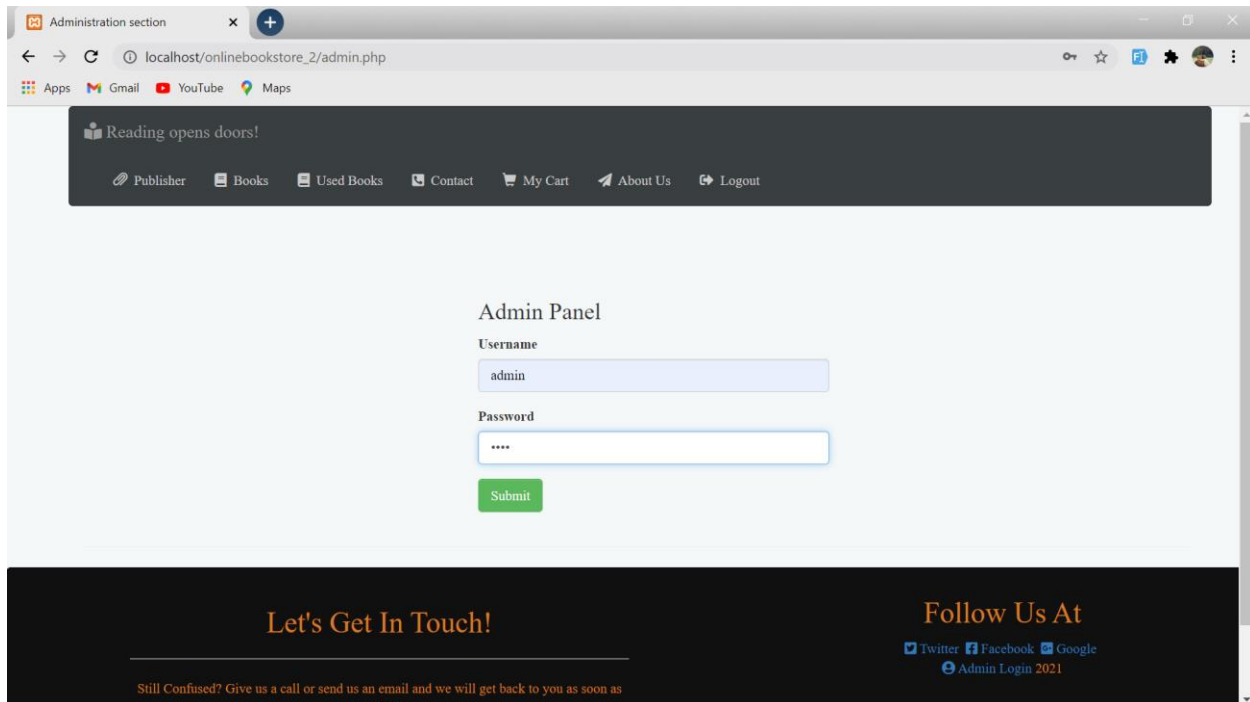 Administration section
localhost/onlinebookstore_2/admin.php
Apps Gmail YouTube Maps
Reading opens doors!
Publisher Books Used Books Contact My Cart About Us Logout
Admin Panel
Username
admin
Password
••••
Submit
Let's Get In Touch!
Follow Us At
Twitter Facebook Google
Admin Login 2021
Still Confused? Give us a call or send us an email and we will get back to you as soon as